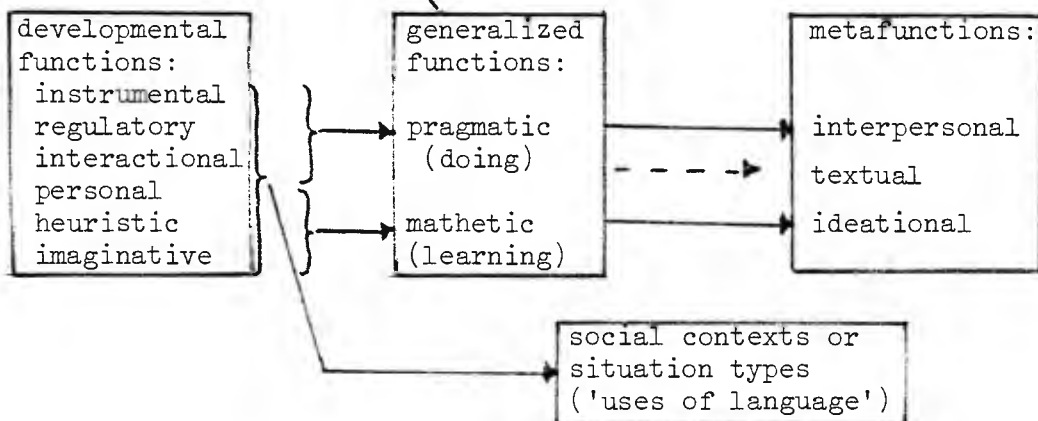 developmental
functions:
instrumental
regulatory
interactional
personal
heuristic
imaginative
generalized
functions:
pragmatic
(doing)
mathetic
(learning)
metafunctions:
interpersonal
textual
ideational
social contexts or
situation types
('uses of language')